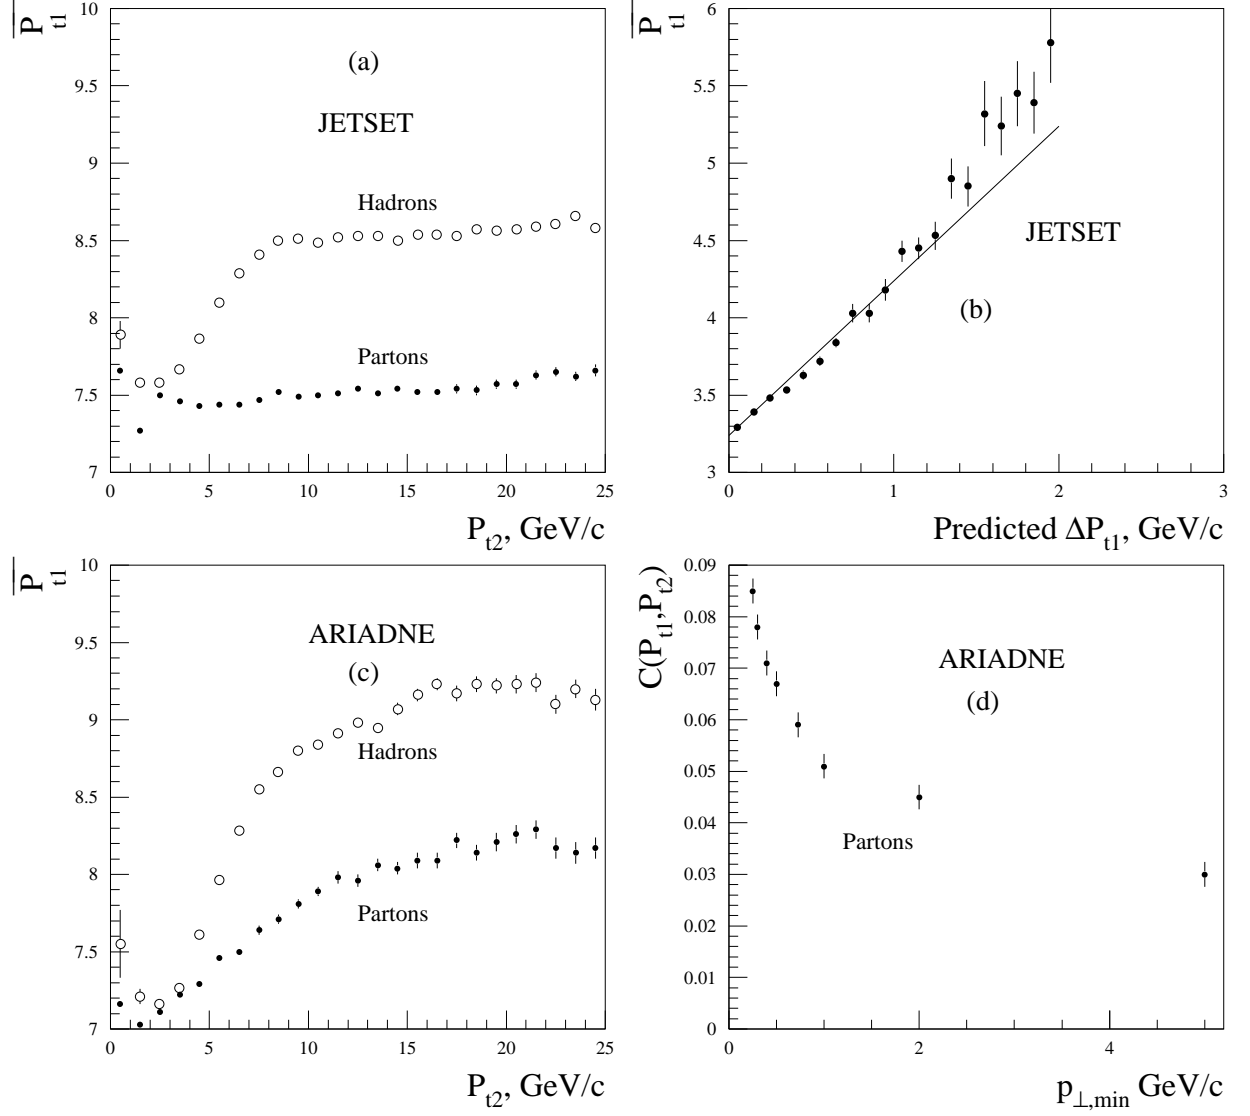 P̅t1
10
9.5
9
8.5
8
7.5
7
(a)
JETSET
Hadrons
Partons
0 5 10 15 20 25
Pt2, GeV/c
P̅t1
6
5.5
5
4.5
4
3.5
3
JETSET
(b)
0 1 2 3
Predicted ΔPt1, GeV/c
P̅t1
10
9.5
9
8.5
8
7.5
7
ARIADNE
(c)
Hadrons
Partons
0 5 10 15 20 25
Pt2, GeV/c
C(Pt1,Pt2)
0.09
0.08
0.07
0.06
0.05
0.04
0.03
0.02
0.01
0
ARIADNE
(d)
Partons
0 2 4
p⊥,min GeV/c